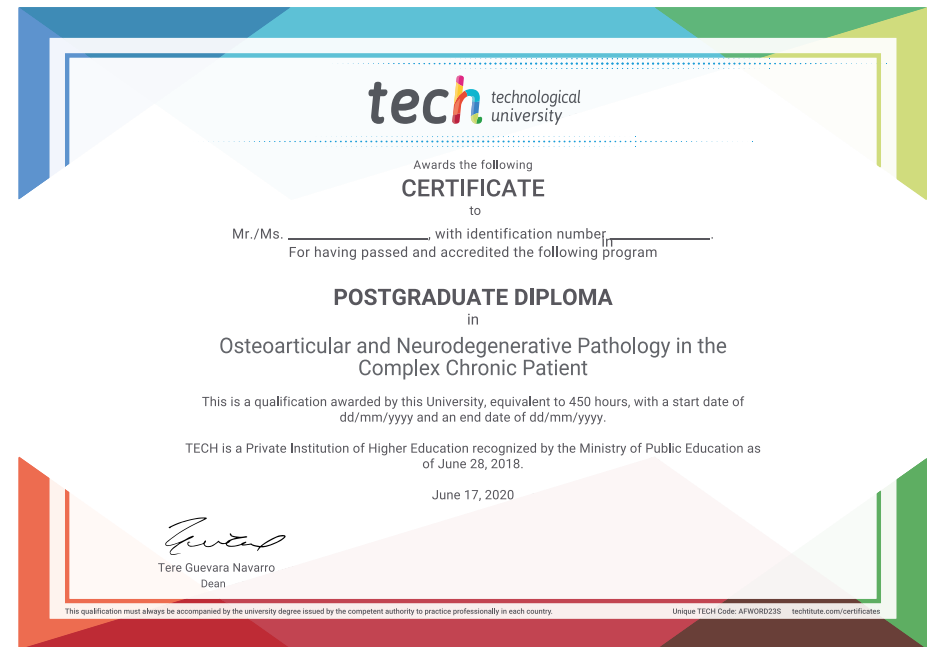 tech technological
university
Awards the following
CERTIFICATE
to
Mr./Ms. ____________, with identification number ____________.
in
For having passed and accredited the following program
POSTGRADUATE DIPLOMA
in
Osteoarticular and Neurodegenerative Pathology in the
Complex Chronic Patient
This is a qualification awarded by this University, equivalent to 450 hours, with a start date of
dd/mm/yyyy and an end date of dd/mm/yyyy.
TECH is a Private Institution of Higher Education recognized by the Ministry of Public Education as
of June 28, 2018.
June 17, 2020
Tere Guevara Navarro
Dean
This qualification must always be accompanied by the university degree issued by the competent authority to practice professionally in each country. Unique TECH Code: AFWORD23S techtitute.com/certificates